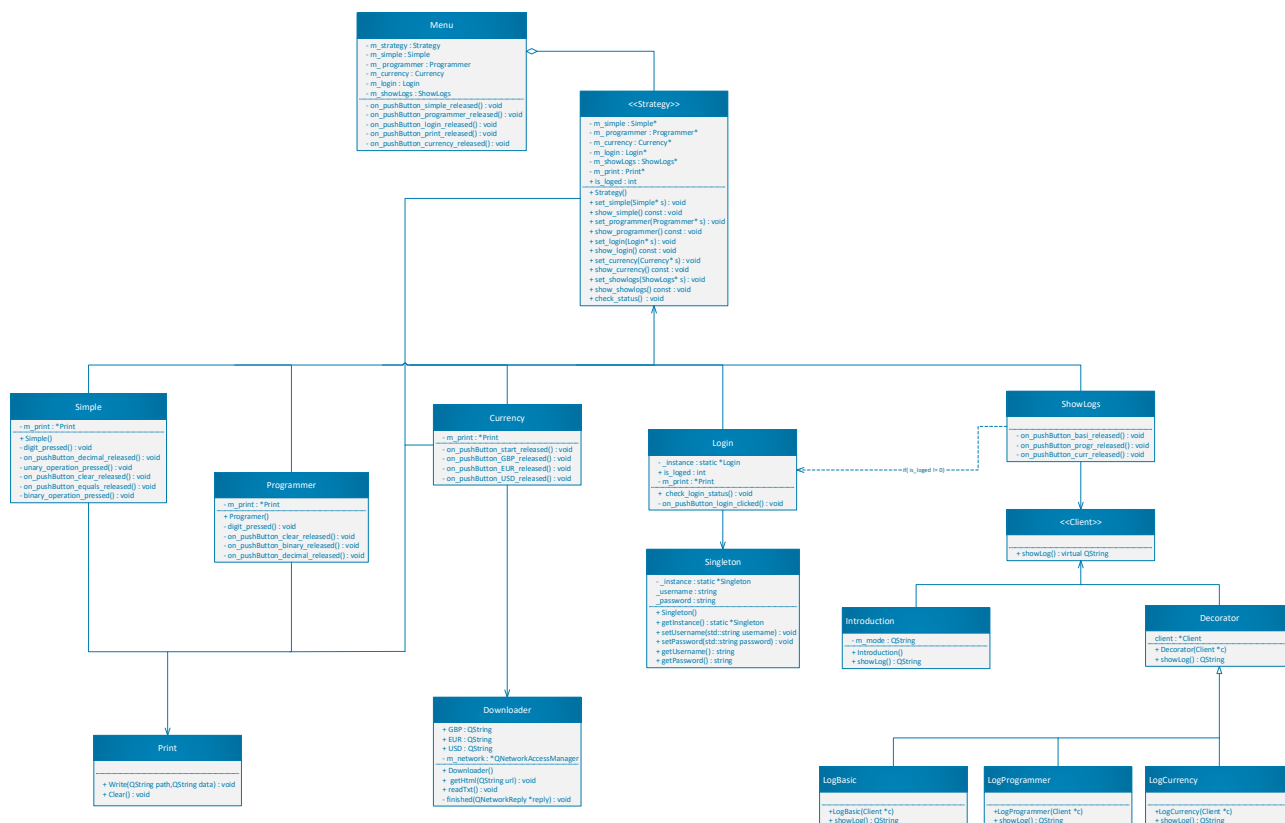 Menu
- m_strategy : Strategy
- m_simple : Simple
- m_ programmer : Programmer
- m_currency : Currency
- m_login : Login
- m_showLogs : ShowLogs
- on_pushButton_simple_released() : void
- on_pushButton_programmer_released() : void
- on_pushButton_login_released() : void
- on_pushButton_print_released() : void
- on_pushButton_currency_released() : void
<<Strategy>>
- m_simple : Simple*
- m_ programmer : Programmer*
- m_currency : Currency*
- m_login : Login*
- m_showLogs : ShowLogs*
- m_print : Print*
+ is_loged : int
+ Strategy()
+ set_simple(Simple* s) : void
+ show_simple() const : void
+ set_programmer(Programmer* s) : void
+ show_programmer() const : void
+ set_login(Login* s) : void
+ show_login() const : void
+ set_currency(Currency* s) : void
+ show_currency() const : void
+ set_showlogs(ShowLogs* s) : void
+ show_showlogs() const : void
+ check_status() : void
Simple
- m_print : *Print
+ Simple()
- digit_pressed() : void
- on_pushButton_decimal_released() : void
- unary_operation_pressed() : void
- on_pushButton_clear_released() : void
- on_pushButton_equals_released() : void
- binary_operation_pressed() : void
Programmer
- m_print : *Print
+ Programer()
- digit_pressed() : void
- on_pushButton_clear_released() : void
- on_pushButton_binary_released() : void
- on_pushButton_decimal_released() : void
Currency
- m_print : *Print
- on_pushButton_start_released() : void
- on_pushButton_GBP_released() : void
- on_pushButton_EUR_released() : void
- on_pushButton_USD_released() : void
Login
- _instance : static *Login
+ is_loged : int
- m_print : *Print
+ check_login_status() : void
- on_pushButton_login_clicked() : void
if( is_loged != 0)
ShowLogs
- on_pushButton_basi_released() : void
- on_pushButton_progr_released() : void
- on_pushButton_curr_released() : void
<<Client>>
+ showLog() : virtual QString
Singleton
- _instance : static *Singleton
_username : string
_password : string
+ Singleton()
+ getInstance() : static *Singleton
+ setUsername(std::string username) : void
+ setPassword(std::string password) : void
+ getUsername() : string
+ getPassword() : string
Introduction
- m_mode : QString
+ Introduction()
+ showLog() : QString
Decorator
client : *Client
+ Decorator(Client *c)
+ showLog() : QString
Print
+ Write(QString path,QString data) : void
+ Clear() : void
Downloader
+ GBP : QString
+ EUR : QString
+ USD : QString
- m_network : *QNetworkAccessManager
+ Downloader()
+ getHtml(QString url) : void
+ readTxt() : void
- finished(QNetworkReply *reply) : void
LogBasic
+LogBasic(Client *c)
+ showLog() : QString
LogProgrammer
+LogProgrammer(Client *c)
+ showLog() : QString
LogCurrency
+LogCurrency(Client *c)
+ showLog() : QString